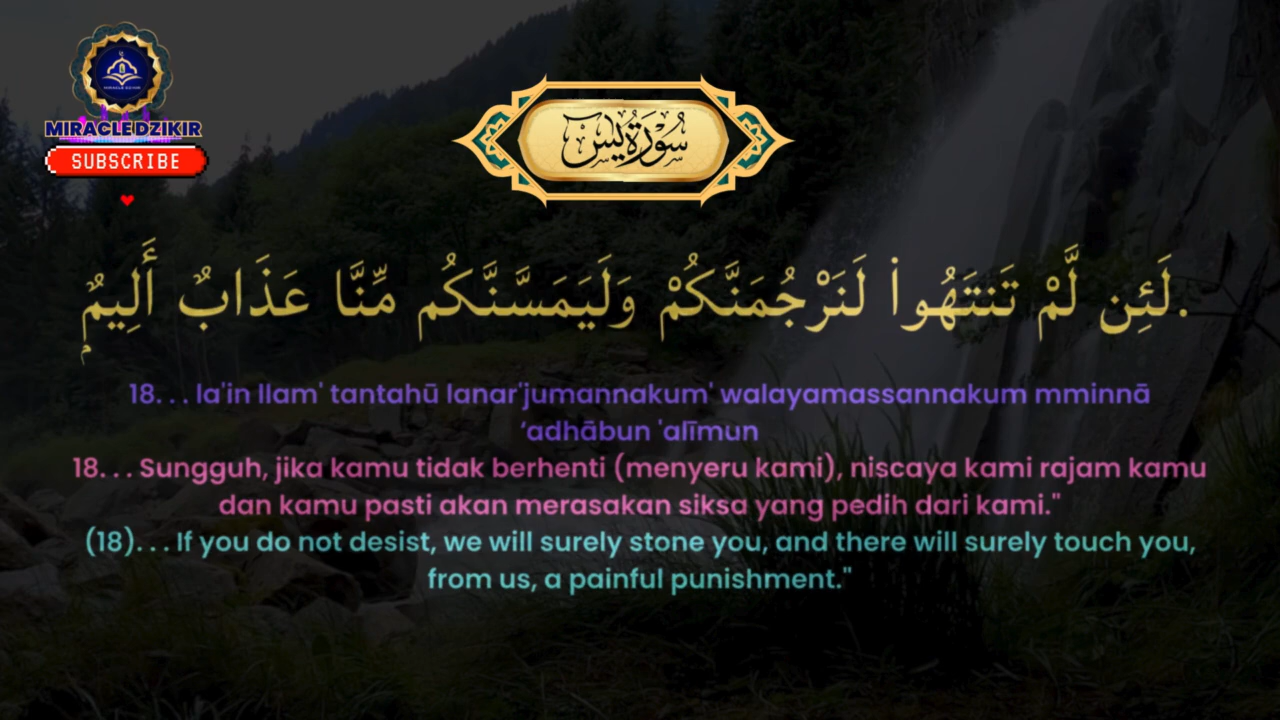 MIRACLE DZIKIR
SUBSCRIBE
سُورَةُ يٰسٓ
لَئِن لَّمْ تَنتَهُوا۟ لَنَرْجُمَنَّكُمْ وَلَيَمَسَّنَّكُم مِّنَّا عَذَابٌ أَلِيمٌۭ.
18. . . la'in llam' tantahū lanar'jumannakum' walayamassannakum mminnā
‘adhābun 'alīmun
18. . . Sungguh, jika kamu tidak berhenti (menyeru kami), niscaya kami rajam kamu
dan kamu pasti akan merasakan siksa yang pedih dari kami."
(18). . . If you do not desist, we will surely stone you, and there will surely touch you,
from us, a painful punishment."